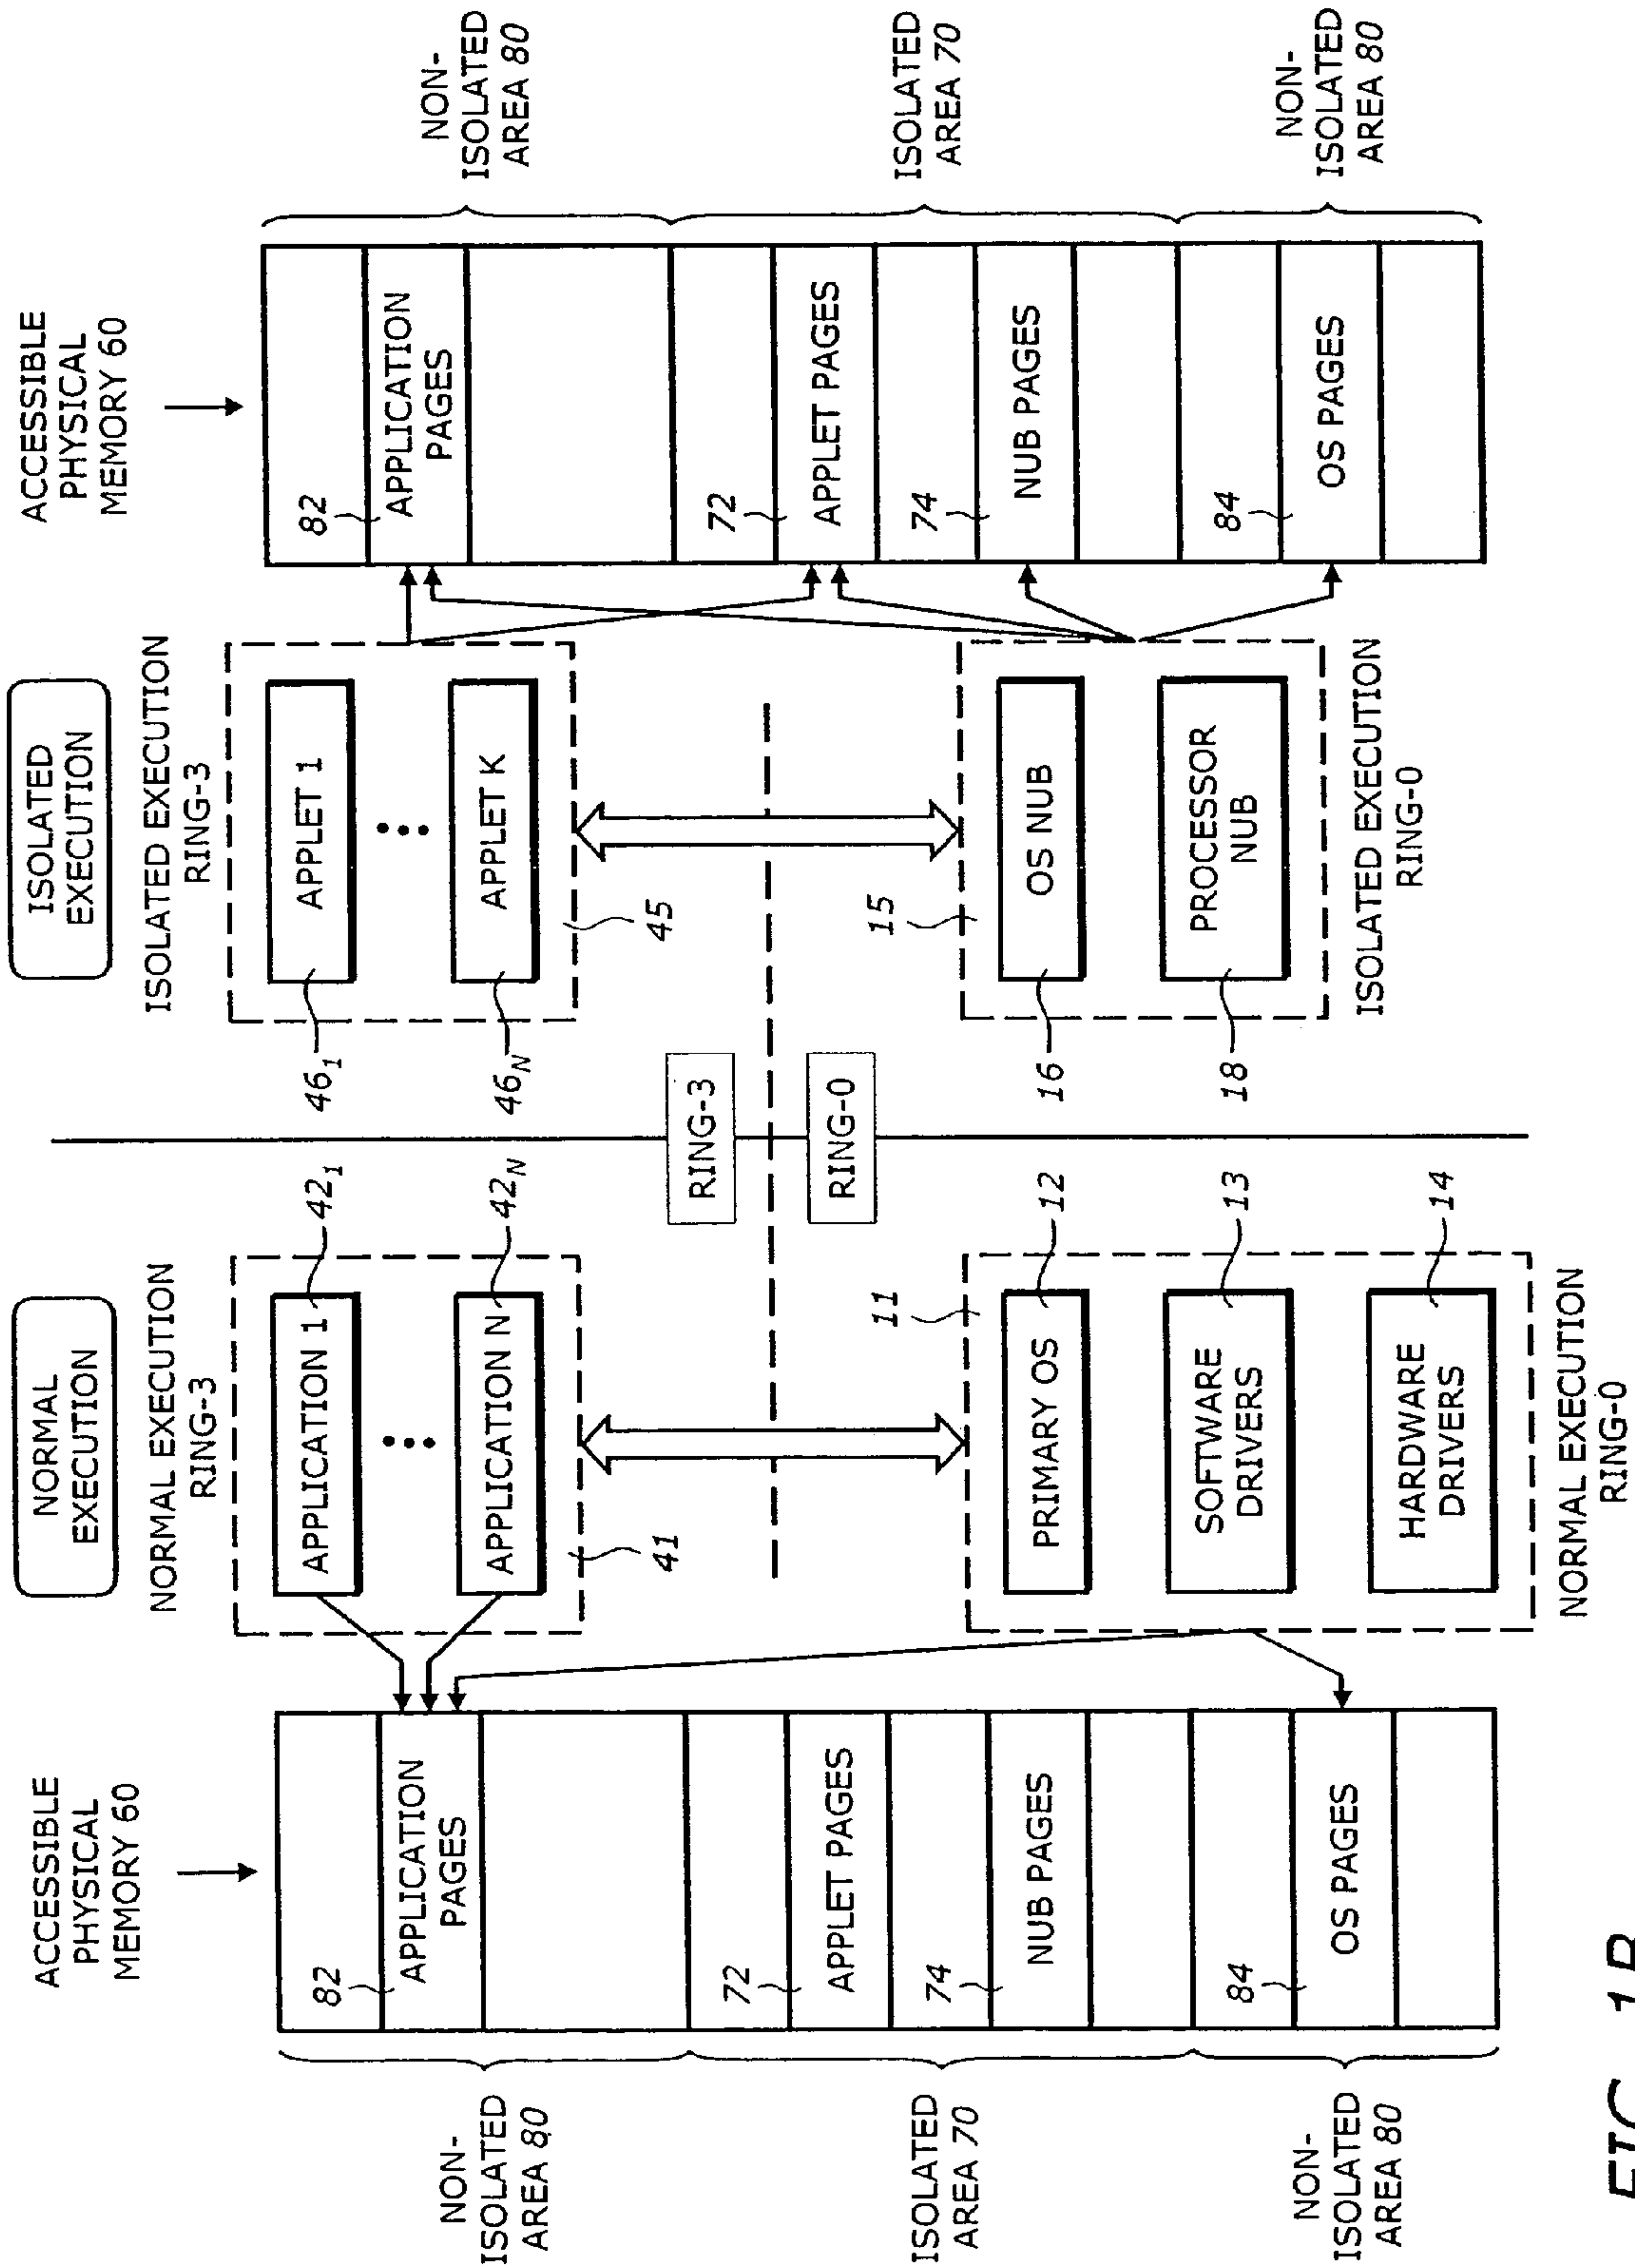 ACCESSIBLE
PHYSICAL
MEMORY 60
NON-
ISOLATED
AREA 80
ISOLATED
AREA 70
NON-
ISOLATED
AREA 80
82
APPLICATION
PAGES
72
APPLET PAGES
74
NUB PAGES
84
OS PAGES
NORMAL
EXECUTION
NORMAL EXECUTION
RING-3
APPLICATION 1
42₁
•••
APPLICATION N
42N
41
11
PRIMARY OS
12
SOFTWARE
DRIVERS
13
HARDWARE
DRIVERS
14
NORMAL EXECUTION
RING-0
RING-3
RING-0
ISOLATED
EXECUTION
ISOLATED EXECUTION
RING-3
46₁
APPLET 1
•••
46N
APPLET K
45
15
16
OS NUB
18
PROCESSOR
NUB
ISOLATED EXECUTION
RING-0
ACCESSIBLE
PHYSICAL
MEMORY 60
82
APPLICATION
PAGES
72
APPLET PAGES
74
NUB PAGES
84
OS PAGES
NON-
ISOLATED
AREA 80
ISOLATED
AREA 70
NON-
ISOLATED
AREA 80
FIG. 1B